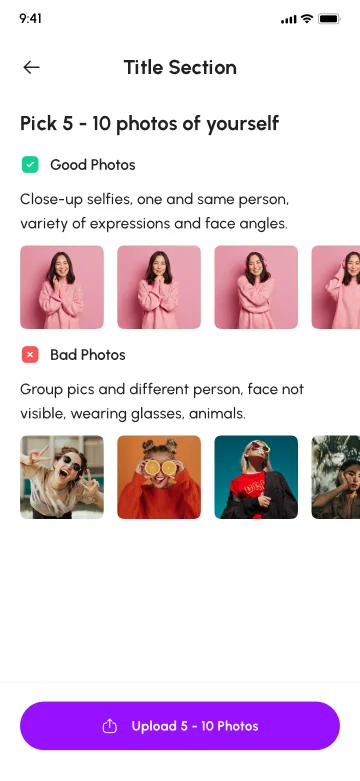 9:41
Title Section
Pick 5 - 10 photos of yourself
Good Photos
Close-up selfies, one and same person,
variety of expressions and face angles.
Bad Photos
Group pics and different person, face not
visible, wearing glasses, animals.
Upload 5 - 10 Photos